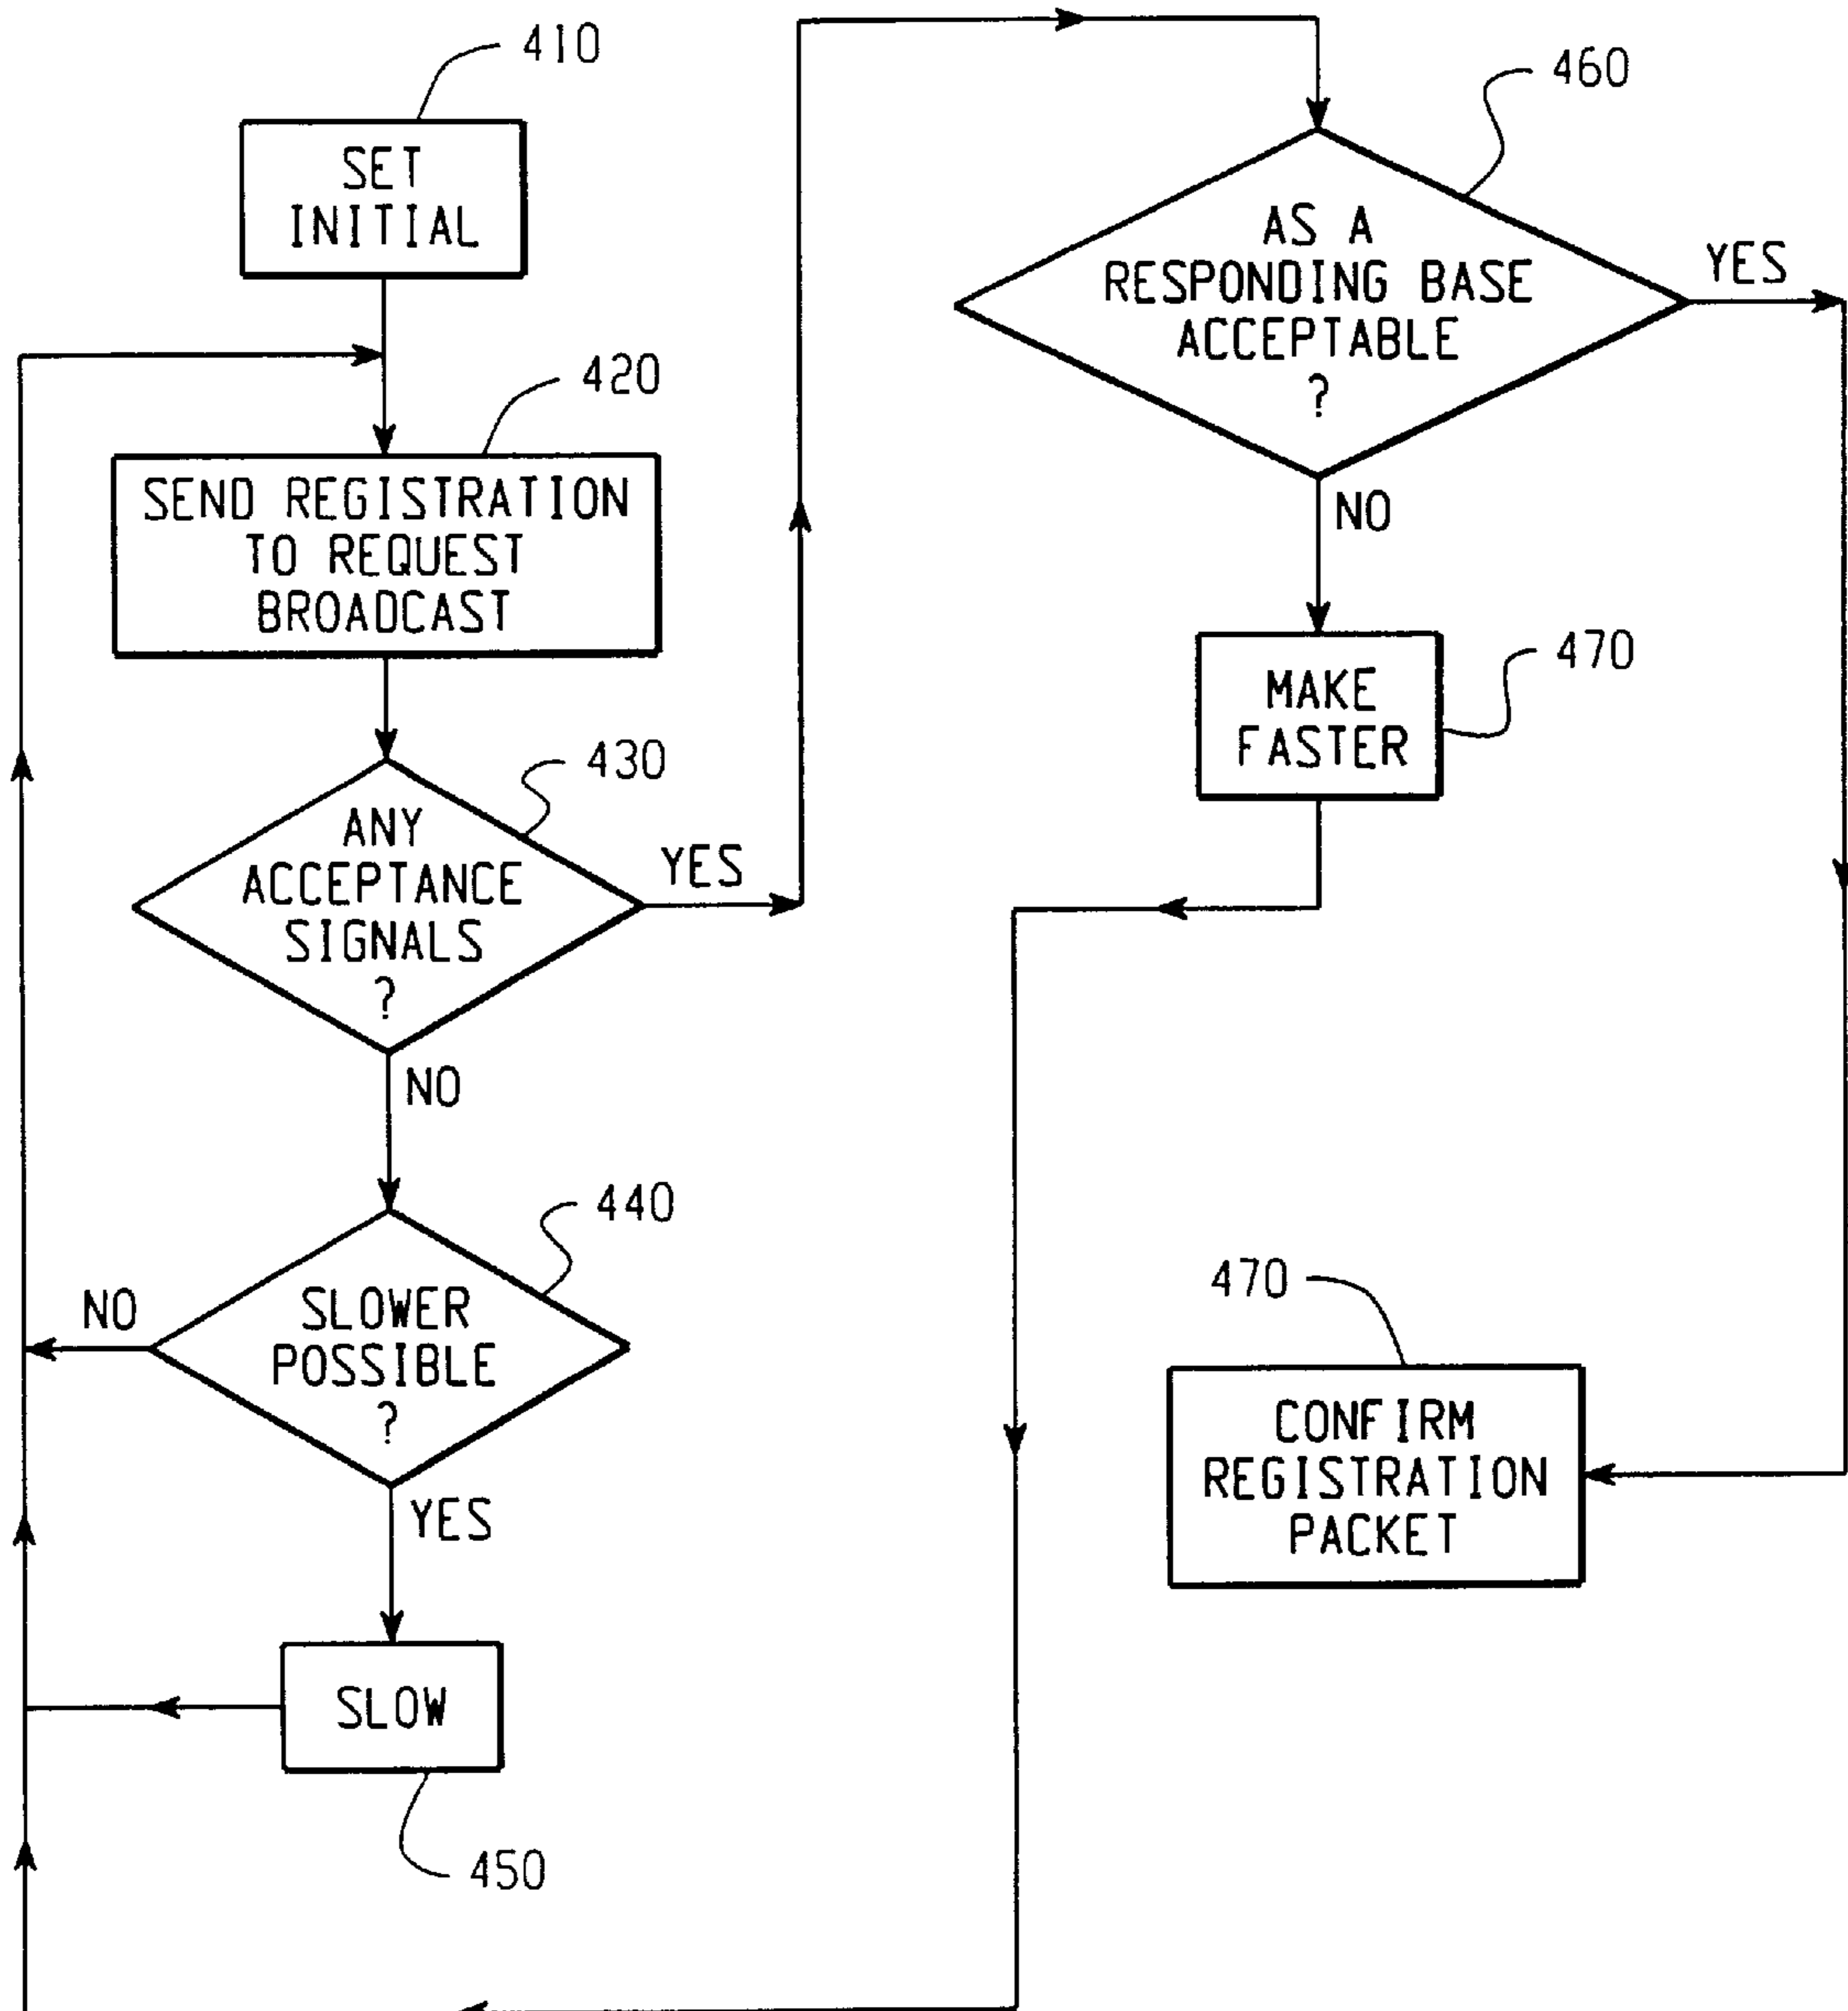 410
SET
INITIAL
420
SEND REGISTRATION
TO REQUEST
BROADCAST
430
ANY
ACCEPTANCE
SIGNALS
?
YES
NO
440
SLOWER
POSSIBLE
?
NO
YES
SLOW
450
460
AS A
RESPONDING BASE
ACCEPTABLE
?
YES
NO
470
MAKE
FASTER
470
CONFIRM
REGISTRATION
PACKET